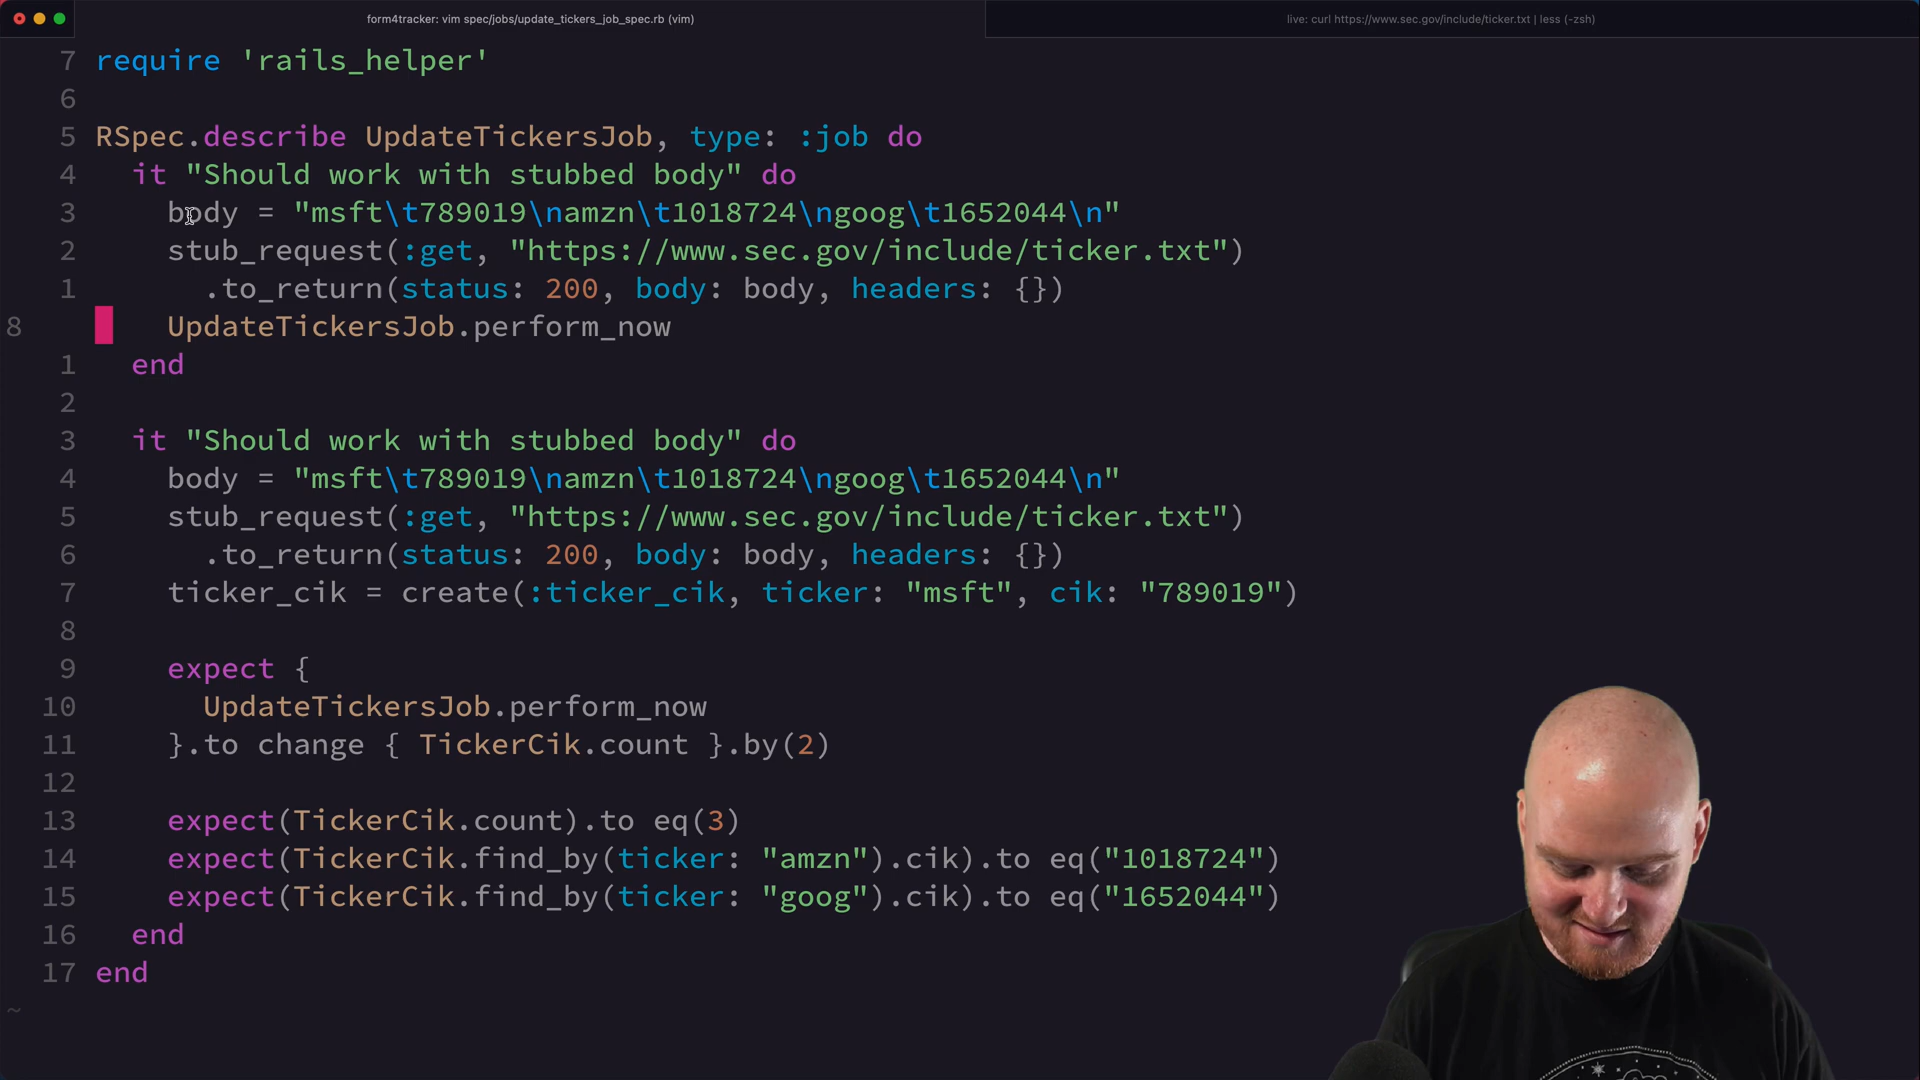 form4tracker: vim spec/jobs/update_tickers_job_spec.rb (vim)
live: curl https://www.sec.gov/include/ticker.txt | less (-zsh)
7 require 'rails_helper'
6
5 RSpec.describe UpdateTickersJob, type: :job do
4 it "Should work with stubbed body" do
3 body = "msft\t789019\namzn\t1018724\ngoog\t1652044\n"
2 stub_request(:get, "https://www.sec.gov/include/ticker.txt")
1 .to_return(status: 200, body: body, headers: {})
8 UpdateTickersJob.perform_now
1 end
2
3 it "Should work with stubbed body" do
4 body = "msft\t789019\namzn\t1018724\ngoog\t1652044\n"
5 stub_request(:get, "https://www.sec.gov/include/ticker.txt")
6 .to_return(status: 200, body: body, headers: {})
7 ticker_cik = create(:ticker_cik, ticker: "msft", cik: "789019")
8
9 expect {
10 UpdateTickersJob.perform_now
11 }.to change { TickerCik.count }.by(2)
12
13 expect(TickerCik.count).to eq(3)
14 expect(TickerCik.find_by(ticker: "amzn").cik).to eq("1018724")
15 expect(TickerCik.find_by(ticker: "goog").cik).to eq("1652044")
16 end
17 end
~